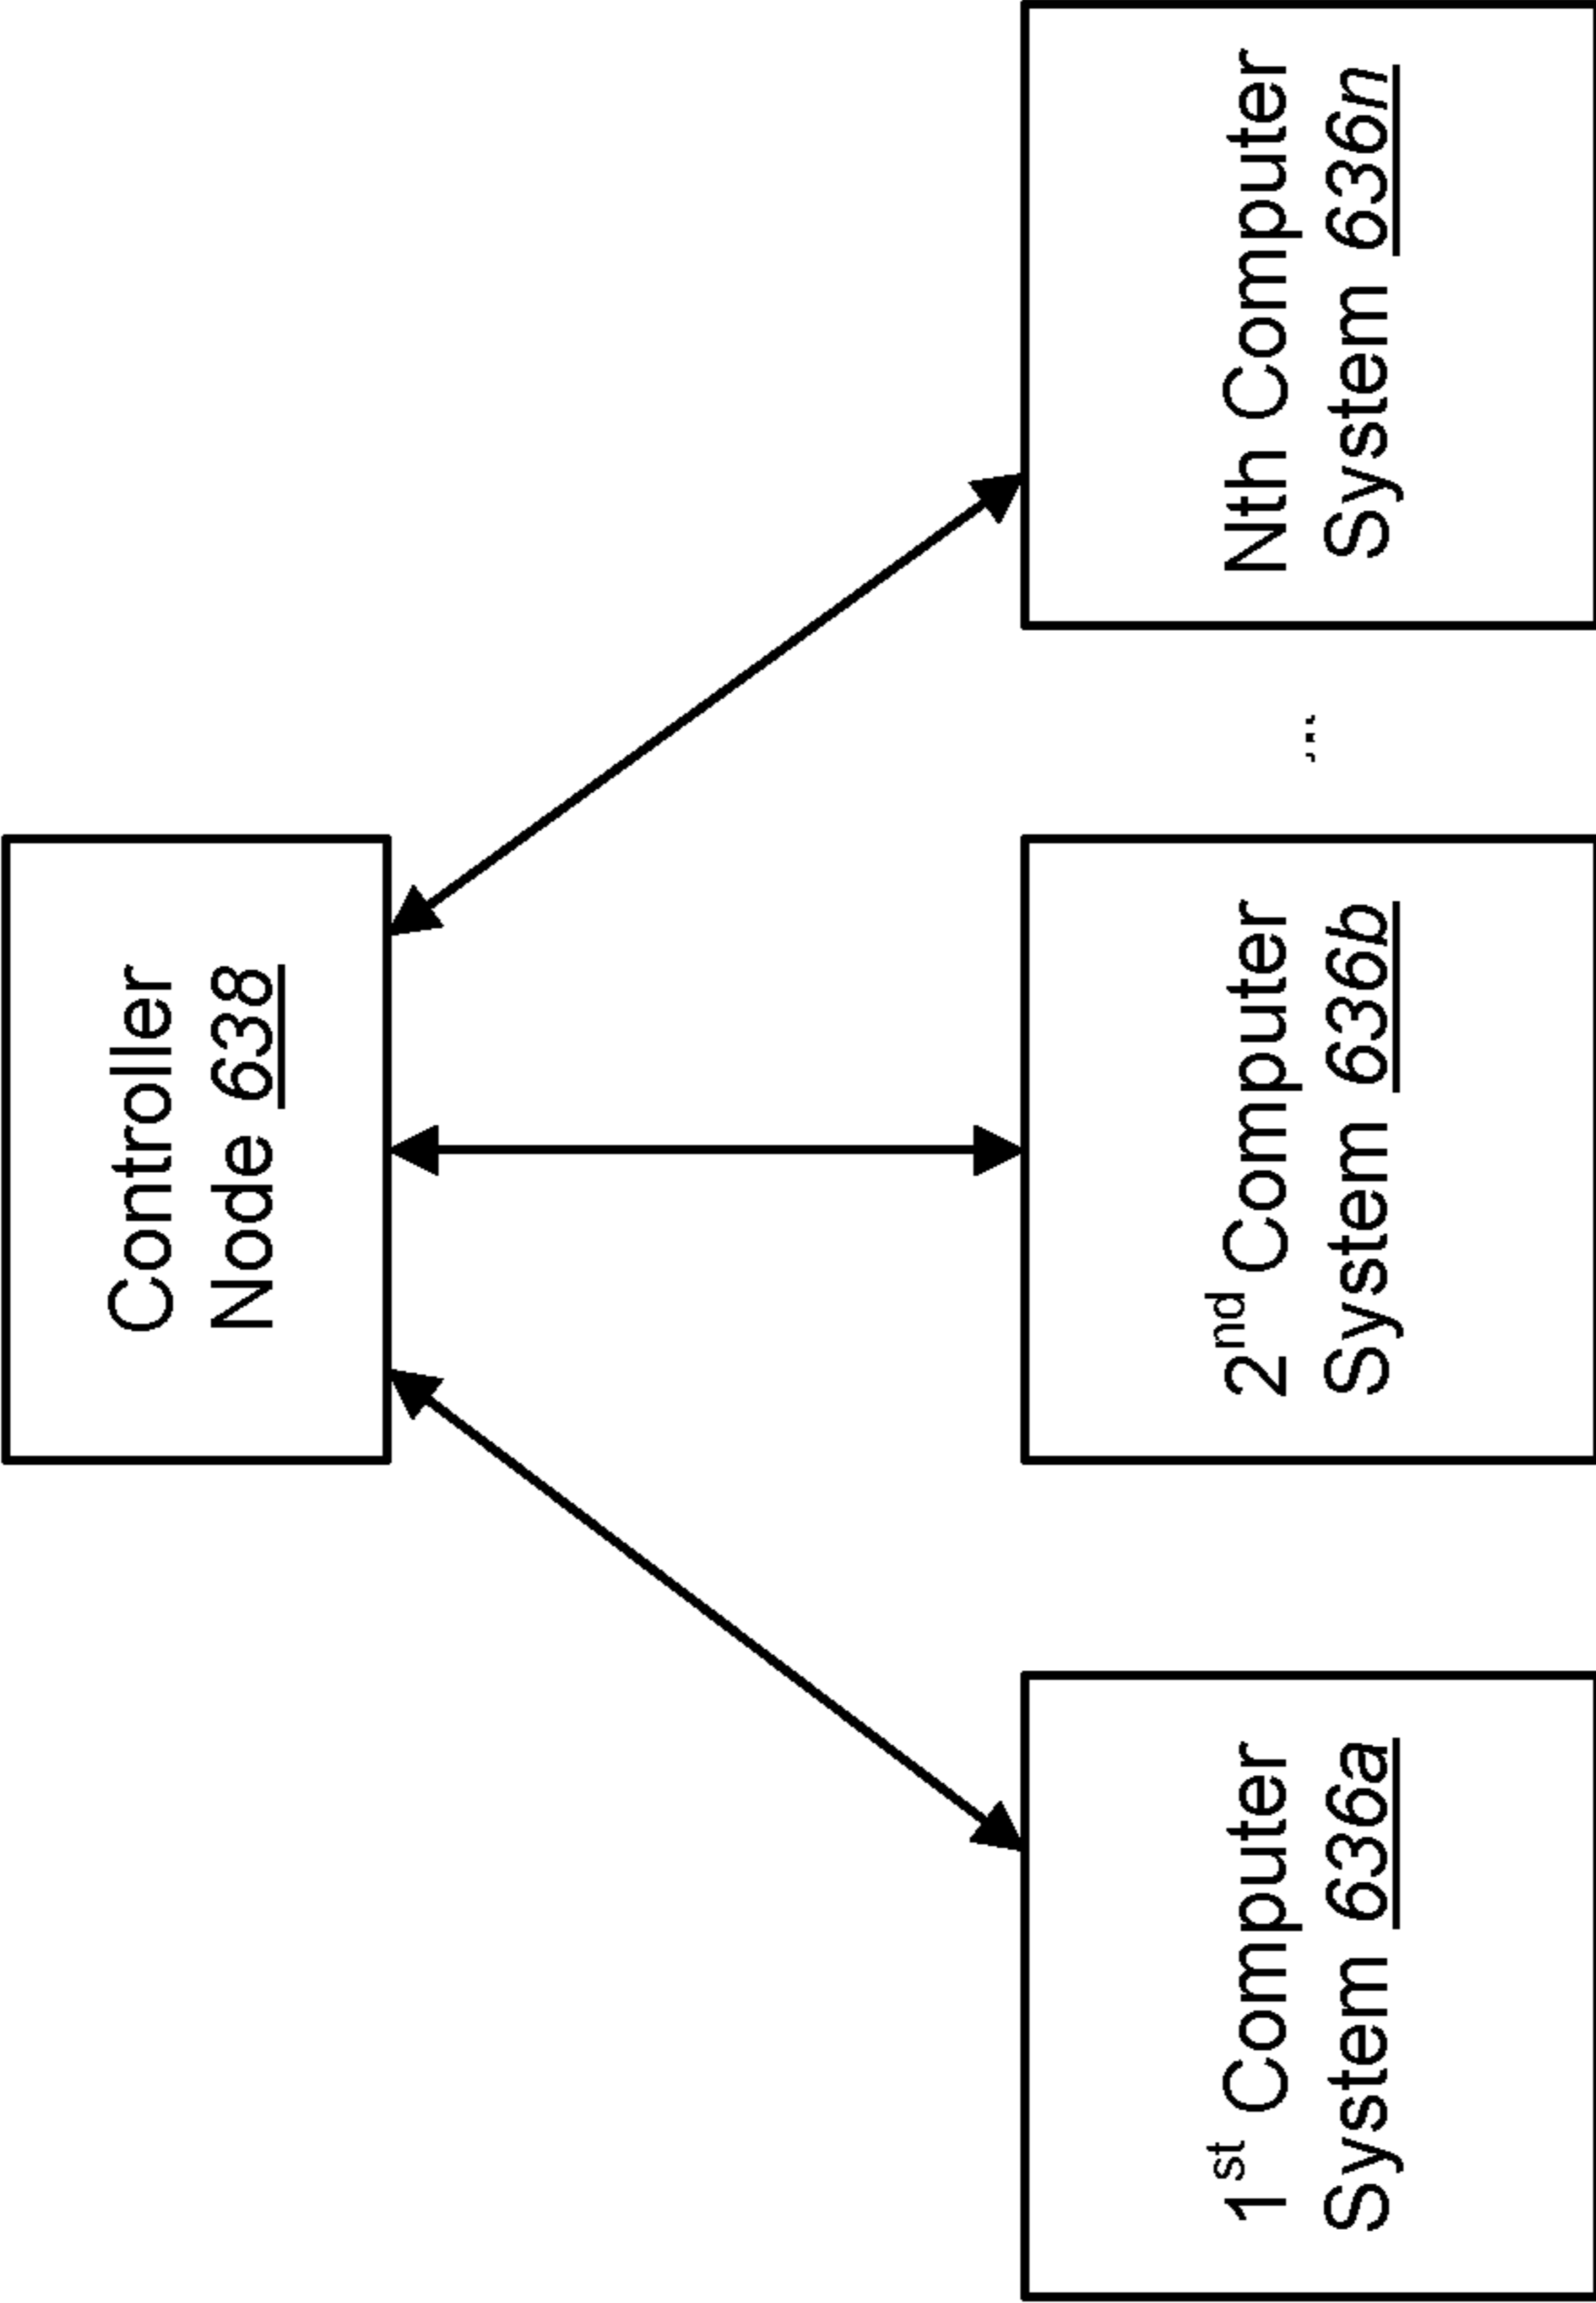 Controller
Node 638
1st Computer
System 636a
2nd Computer
System 636b
...
Nth Computer
System 636n